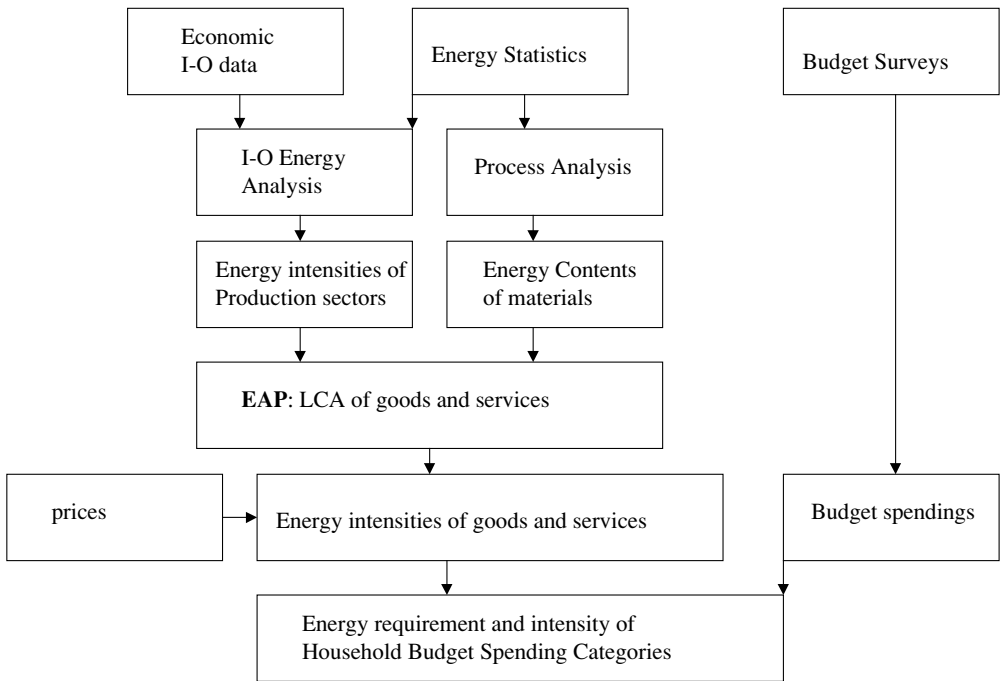 Economic
I-O data
Energy Statistics
Budget Surveys
I-O Energy
Analysis
Process Analysis
Energy intensities of
Production sectors
Energy Contents
of materials
EAP: LCA of goods and services
prices
Energy intensities of goods and services
Budget spendings
Energy requirement and intensity of
Household Budget Spending Categories